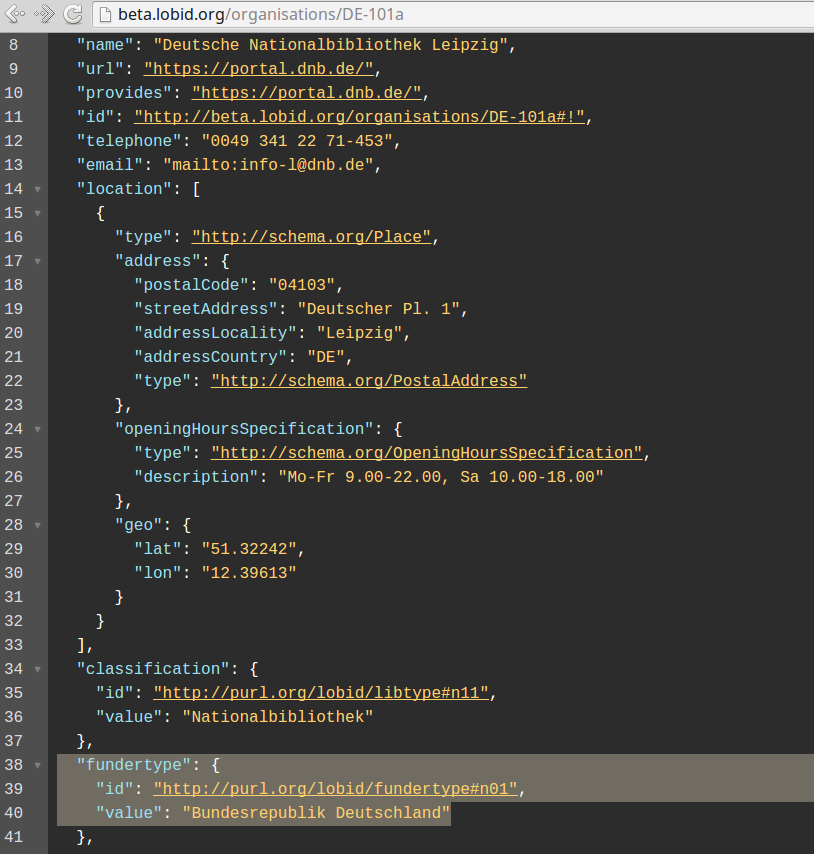 beta.lobid.org/organisations/DE-101a
8 "name": "Deutsche Nationalbibliothek Leipzig",
9 "url": "https://portal.dnb.de/",
10 "provides": "https://portal.dnb.de/",
11 "id": "http://beta.lobid.org/organisations/DE-101a#!",
12 "telephone": "0049 341 22 71-453",
13 "email": "mailto:info-l@dnb.de",
14 "location": [
15 {
16 "type": "http://schema.org/Place",
17 "address": {
18 "postalCode": "04103",
19 "streetAddress": "Deutscher Pl. 1",
20 "addressLocality": "Leipzig",
21 "addressCountry": "DE",
22 "type": "http://schema.org/PostalAddress"
23 },
24 "openingHoursSpecification": {
25 "type": "http://schema.org/OpeningHoursSpecification",
26 "description": "Mo-Fr 9.00-22.00, Sa 10.00-18.00"
27 },
28 "geo": {
29 "lat": "51.32242",
30 "lon": "12.39613"
31 }
32 }
33 ],
34 "classification": {
35 "id": "http://purl.org/lobid/libtype#n11",
36 "value": "Nationalbibliothek"
37 },
38 "fundertype": {
39 "id": "http://purl.org/lobid/fundertype#n01",
40 "value": "Bundesrepublik Deutschland"
41 },